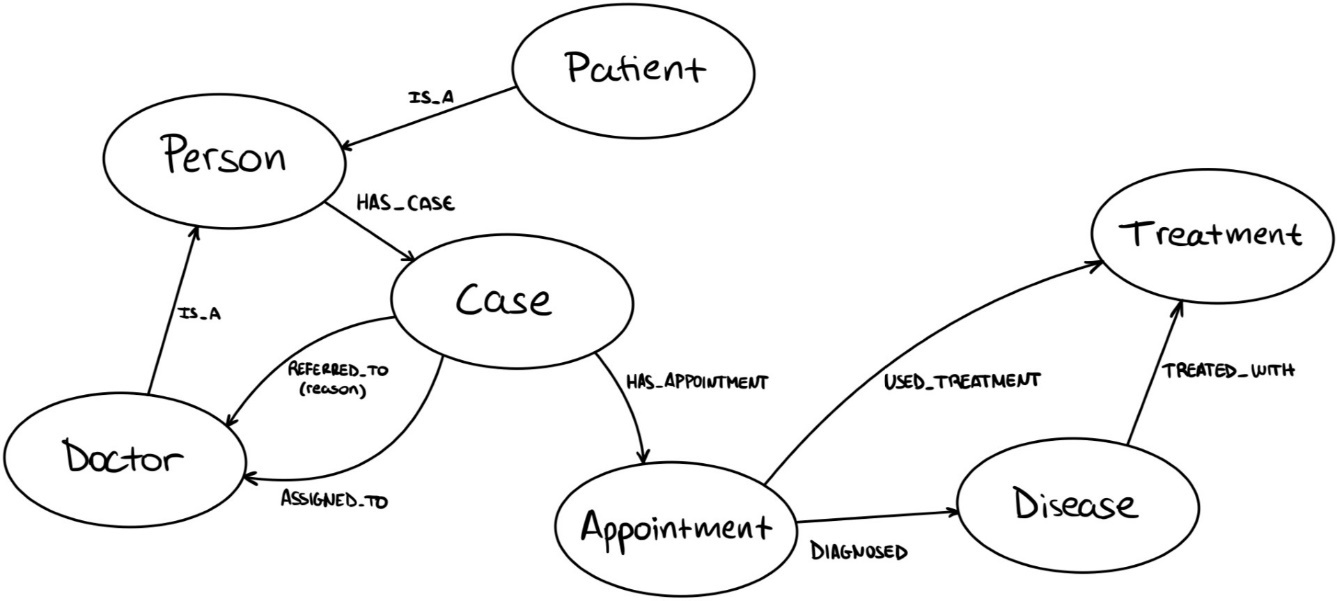 Patient
IS_A
Person
HAS_CASE
Treatment
Case
IS_A
REFERRED_TO
(reason)
HAS_APPOINTMENT
USED_TREATMENT
TREATED_WITH
Doctor
ASSIGNED_TO
Appointment
Disease
DIAGNOSED